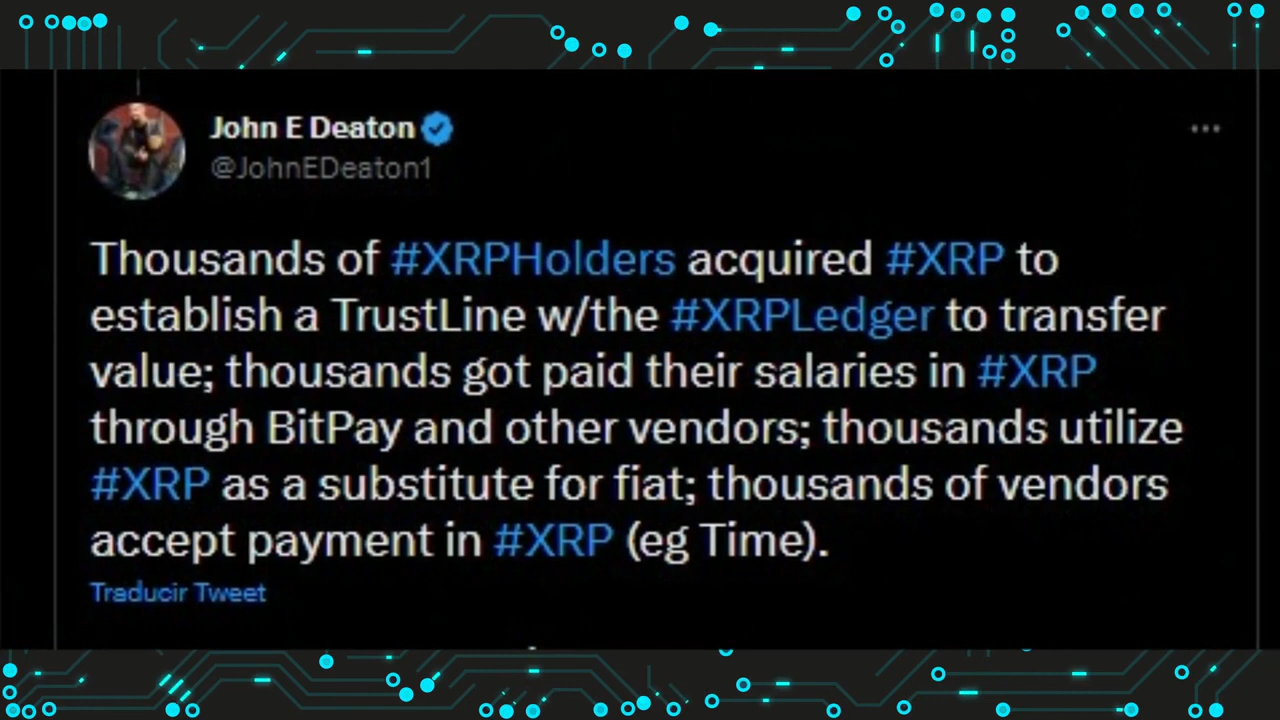 John E Deaton
@JohnEDeaton1
Thousands of #XRPHolders acquired #XRP to
establish a TrustLine w/the #XRPLedger to transfer
value; thousands got paid their salaries in #XRP
through BitPay and other vendors; thousands utilize
#XRP as a substitute for fiat; thousands of vendors
accept payment in #XRP (eg Time).
Traducir Tweet